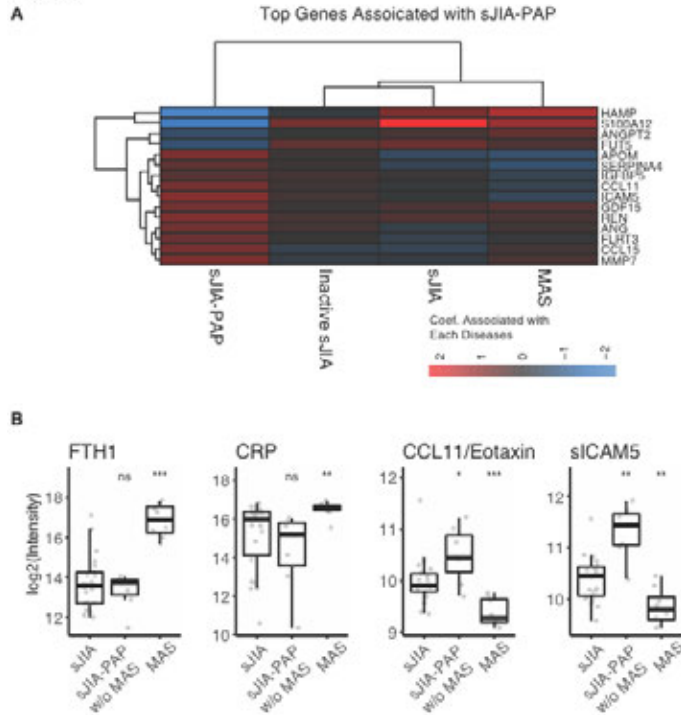 A
Top Genes Assoicated with sJIA-PAP
HAMP
S100A12
ANGPT2
FUT5
APOM
SERPINA4
IGFBP5
CCL11
ICAM5
GDF15
REN
ANG
FLRT3
CCL15
MMP7
sJIA-PAP
Inactive sJIA
sJIA
MAS
Coef. Associated with
Each Diseases
2
1
0
-1
-2
B
FTH1
CRP
CCL11/Eotaxin
sICAM5
log2(Intensity)
18
16
14
12
ns
***
sJIA
sJIA-PAP
w/o MAS
MAS
18
16
14
12
10
ns
**
sJIA
sJIA-PAP
w/o MAS
MAS
12
11
10
9
*
***
sJIA
sJIA-PAP
w/o MAS
MAS
12
11
10
**
**
sJIA
sJIA-PAP
w/o MAS
MAS